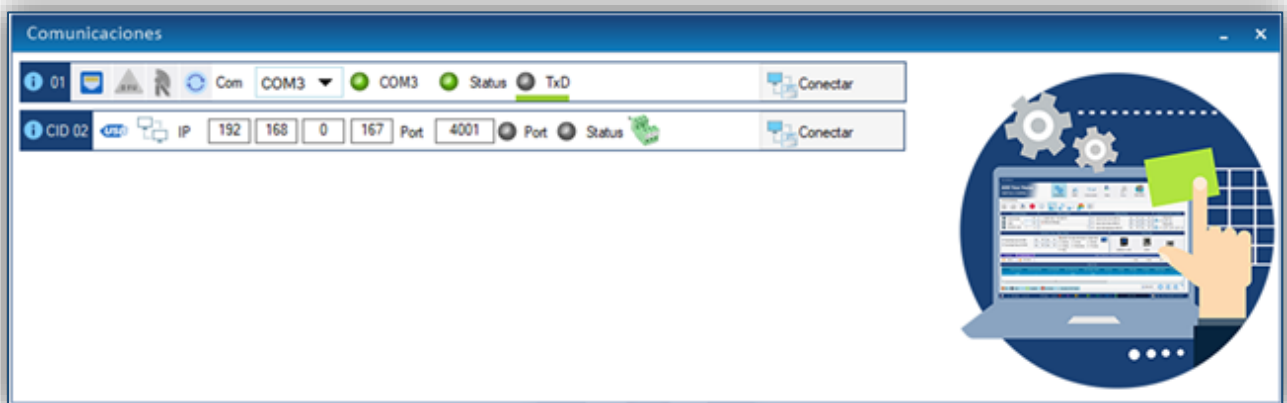 Comunicaciones
01 Com COM3 COM3 Status TxD Conectar
CID 02 USB IP 192 168 0 167 Port 4001 Port Status Conectar